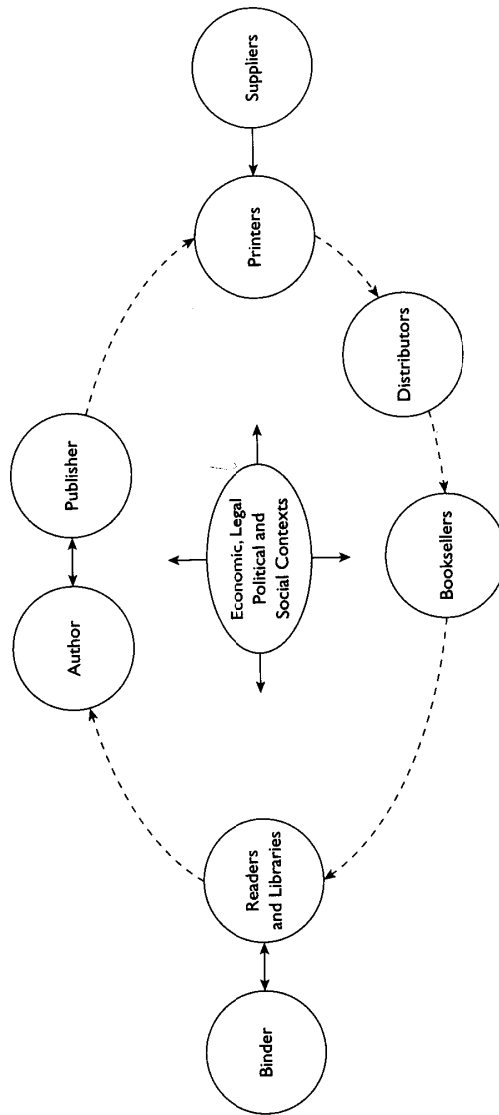 Author
Publisher
Suppliers
Printers
Distributors
Booksellers
Readers
and Libraries
Binder
Economic, Legal
Political and
Social Contexts